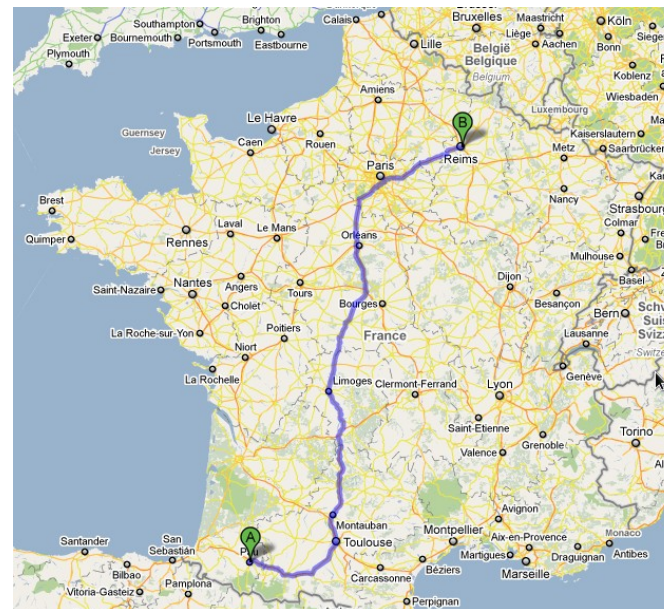 Southampton
Brighton
Calais
Bruxelles
Maastricht
Köln
Exeter
Bournemouth
Portsmouth
Eastbourne
Lille
België
Belgique
Belgium
Liège
Aachen
Bonn
Plymouth
Koblenz
Wiesbaden
Amiens
Luxembourg
Le Havre
B
Guernsey
Jersey
Caen
Rouen
Reims
Kaiserslautern
Saarbrücken
Metz
Paris
Nancy
Strasbourg
Brest
Quimper
Rennes
Laval
Le Mans
Orléans
Colmar
Mulhouse
Basel
Saint-Nazaire
Nantes
Angers
Cholet
Tours
Bourges
Dijon
Besançon
Bern
La Roche-sur-Yon
Niort
Poitiers
France
Lausanne
Genève
La Rochelle
Limoges
Clermont-Ferrand
Lyon
Saint-Etienne
Grenoble
Torino
Valence
Montauban
Toulouse
Avignon
Monaco
A
Montpellier
Aix-en-Provence
Santander
San
Sebastián
Bilbao
Vitoria-Gasteiz
Pamplona
Carcassonne
Béziers
Martigues
Marseille
Draguignan
Antibes
Perpignan